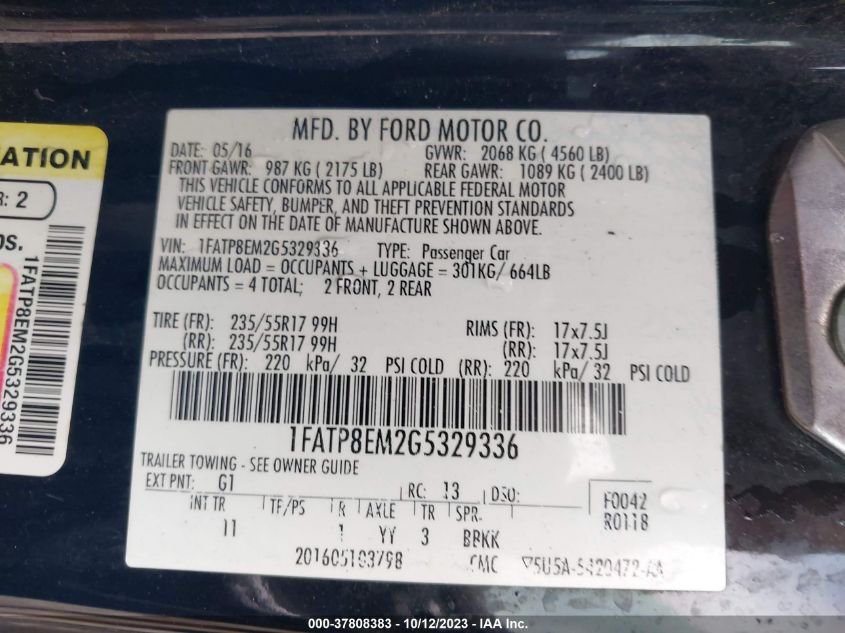 MFD. BY FORD MOTOR CO.
DATE: 05/16 GVWR: 2068 KG ( 4560 LB)
FRONT GAWR: 987 KG ( 2175 LB) REAR GAWR: 1089 KG ( 2400 LB)
THIS VEHICLE CONFORMS TO ALL APPLICABLE FEDERAL MOTOR
VEHICLE SAFETY, BUMPER, AND THEFT PREVENTION STANDARDS
IN EFFECT ON THE DATE OF MANUFACTURE SHOWN ABOVE.
VIN: 1FATP8EM2G5329336 TYPE: Passenger Car
MAXIMUM LOAD = OCCUPANTS + LUGGAGE = 301KG/ 664LB
OCCUPANTS = 4 TOTAL; 2 FRONT, 2 REAR
TIRE (FR): 235/55R17 99H RIMS (FR): 17x7.5J
(RR): 235/55R17 99H (RR): 17x7.5J
PRESSURE (FR): 220 kPa/ 32 PSI COLD (RR): 220 kPa/ 32 PSI COLD
1FATP8EM2G5329336
TRAILER TOWING - SEE OWNER GUIDE
EXT PNT: G1 RC: 13 DSO: F0042
INT TR TF/PS R AXLE TR SPR R0118
11 1 YY 3 BRKK
201605103798 CMC
ATION
R: 2
DS.
1FATP8EM2G5329336
000-37808383 - 10/12/2023 - IAA Inc.